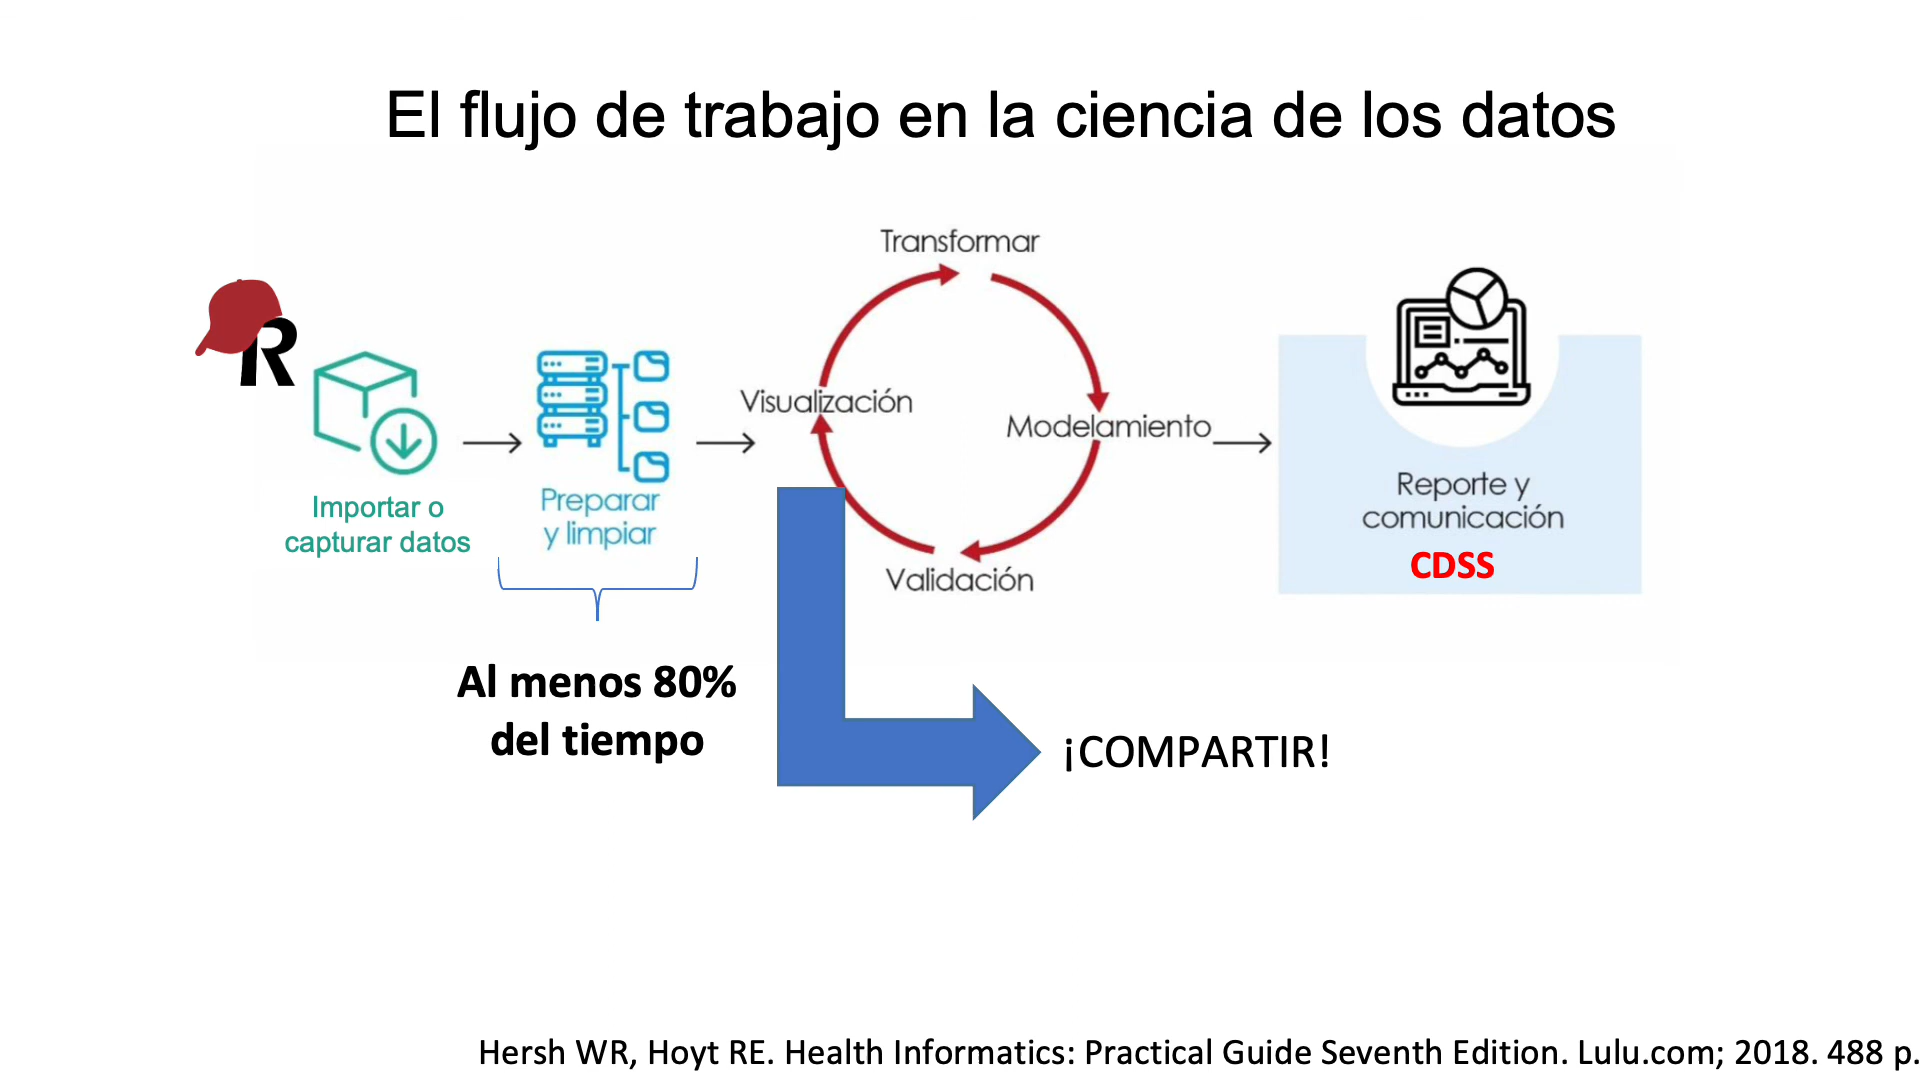 El flujo de trabajo en la ciencia de los datos
R
Importar o
capturar datos
Preparar
y limpiar
Al menos 80%
del tiempo
Transformar
Visualización
Modelamiento
Validación
¡COMPARTIR!
Reporte y
comunicación
CDSS
Hersh WR, Hoyt RE. Health Informatics: Practical Guide Seventh Edition. Lulu.com; 2018. 488 p.